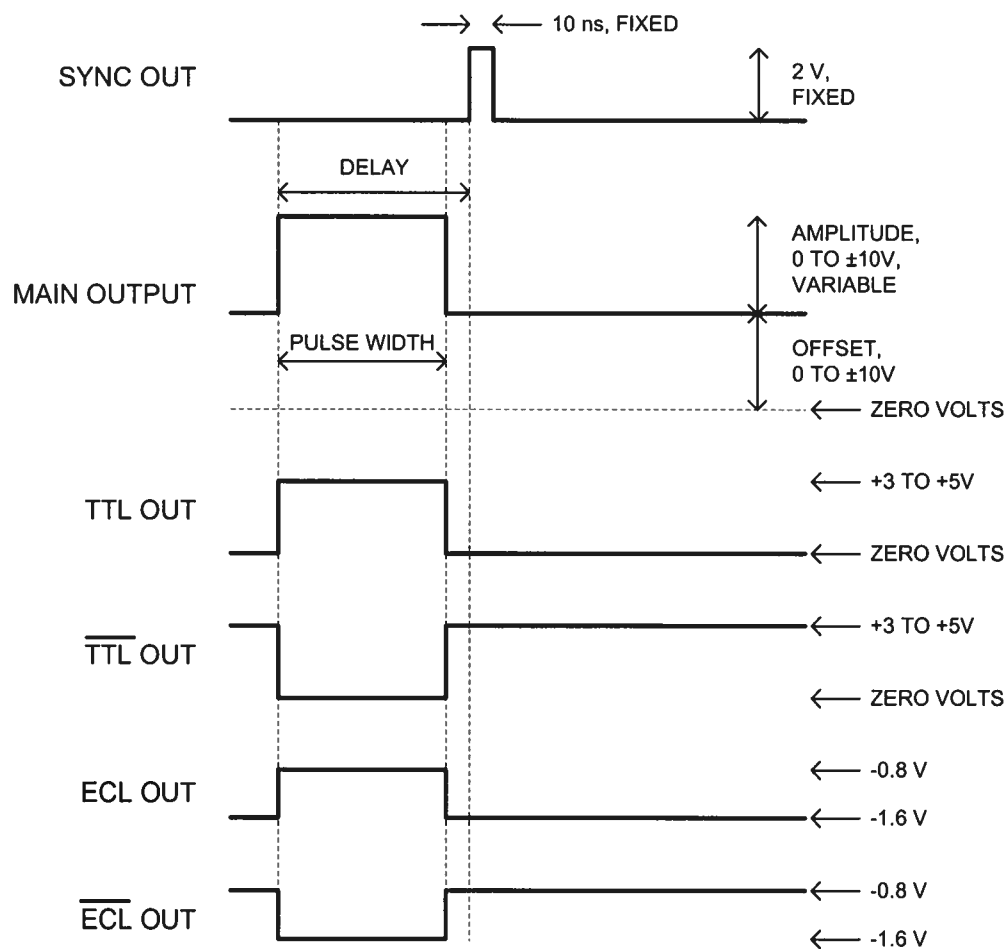 10 ns, FIXED
SYNC OUT
2 V,
FIXED
DELAY
MAIN OUTPUT
AMPLITUDE,
0 TO ±10V,
VARIABLE
PULSE WIDTH
OFFSET,
0 TO ±10V
ZERO VOLTS
TTL OUT
+3 TO +5V
ZERO VOLTS
T̅T̅L̅ OUT
+3 TO +5V
ZERO VOLTS
ECL OUT
-0.8 V
-1.6 V
E̅C̅L̅ OUT
-0.8 V
-1.6 V